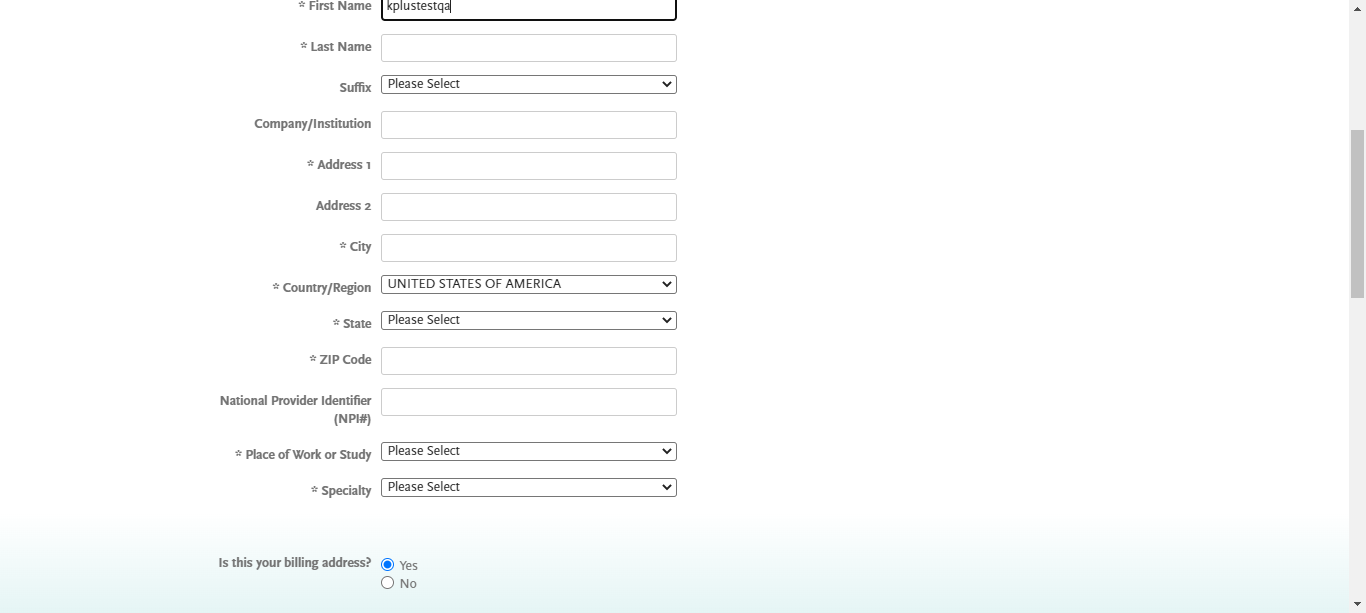 * First Name kplustestqa
* Last Name
Suffix Please Select
Company/Institution
* Address 1
Address 2
* City
* Country/Region UNITED STATES OF AMERICA
* State Please Select
* ZIP Code
National Provider Identifier
(NPI#)
* Place of Work or Study Please Select
* Specialty Please Select
Is this your billing address? Yes
No